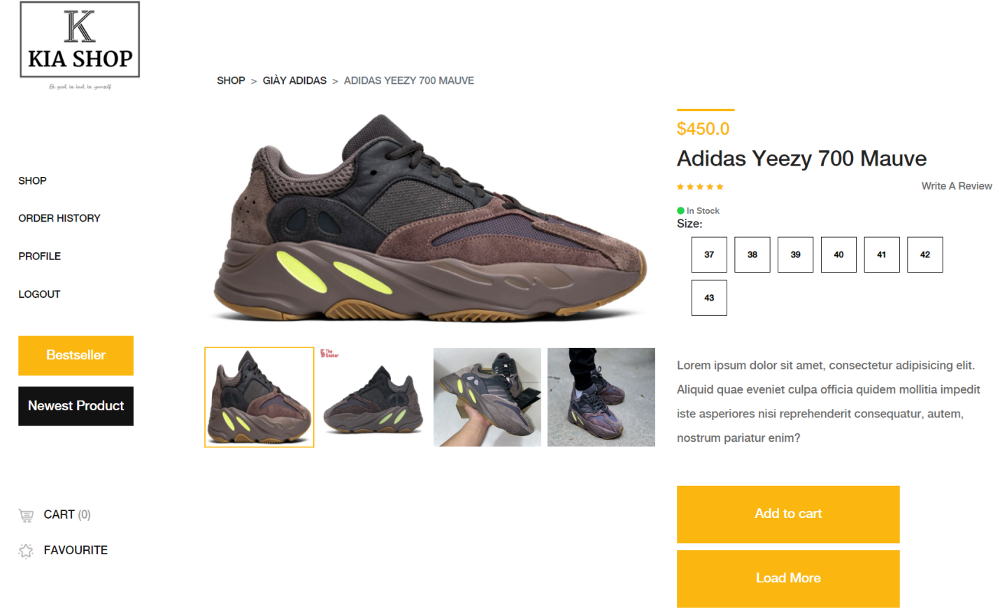 K
KIA SHOP
Be good, be bad, be yourself
SHOP
ORDER HISTORY
PROFILE
LOGOUT
Bestseller
Newest Product
CART (0)
FAVOURITE
SHOP > GIÀY ADIDAS > ADIDAS YEEZY 700 MAUVE
The
Seeker
$450.0
Adidas Yeezy 700 Mauve
Write A Review
In Stock
Size:
37 38 39 40 41 42
43
Lorem ipsum dolor sit amet, consectetur adipisicing elit.
Aliquid quae eveniet culpa officia quidem mollitia impedit
iste asperiores nisi reprehenderit consequatur, autem,
nostrum pariatur enim?
Add to cart
Load More